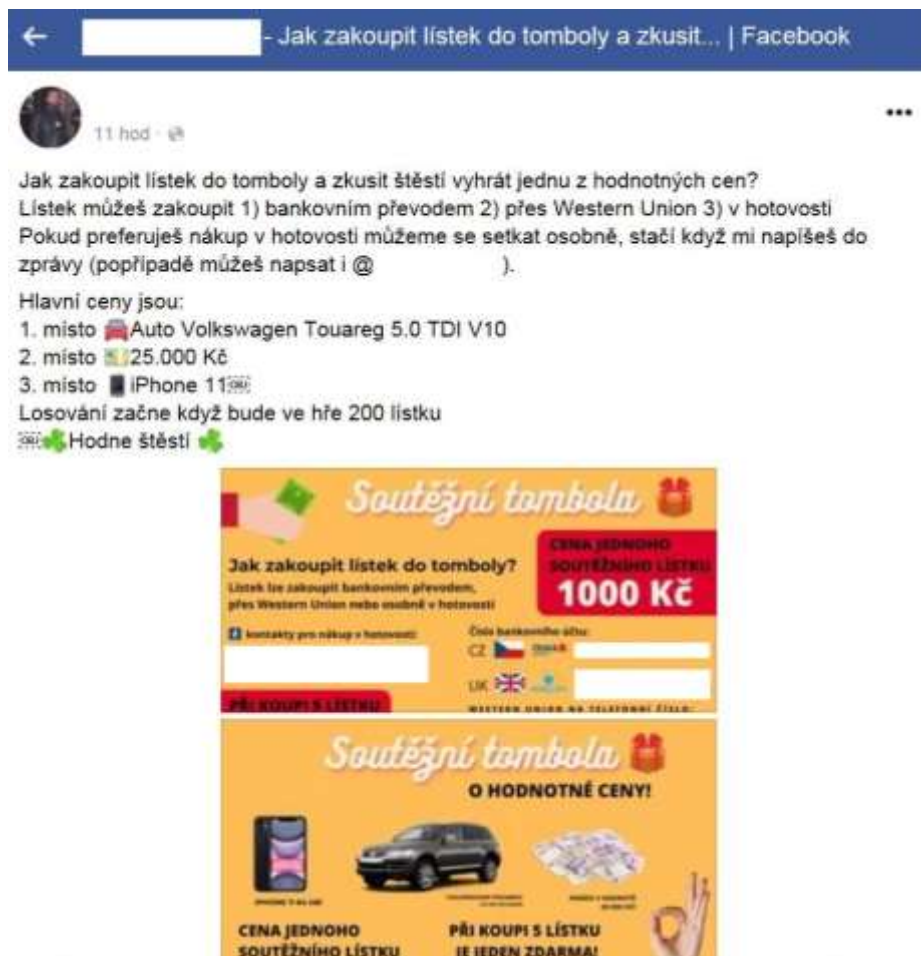 - Jak zakoupit lístek do tomboly a zkusit... | Facebook
11 hod ·
Jak zakoupit lístek do tomboly a zkusit štěstí vyhrát jednu z hodnotných cen?
Lístek můžeš zakoupit 1) bankovním převodem 2) přes Western Union 3) v hotovosti
Pokud preferuješ nákup v hotovosti můžeme se setkat osobně, stačí když mi napíšeš do
zprávy (popřípadě můžeš napsat i @ ).
Hlavní ceny jsou:
1. místo 🚘Auto Volkswagen Touareg 5.0 TDI V10
2. místo 💵25.000 Kč
3. místo 📱iPhone 11
Losování začne když bude ve hře 200 lístku
🍀Hodne štěstí 🍀
Soutěžní tombola
Jak zakoupit lístek do tomboly?
Lístek lze zakoupit bankovním převodem,
přes Western Union nebo osobně v hotovosti
CENA JEDNOHO
SOUTĚŽNÍHO LÍSTKU
1000 Kč
kontakty pro nákup v hotovosti:
Čísla bankovního účtu:
CZ
UK
PŘI KOUPI 5 LÍSTKU
WESTERN UNION NA TELEFONNÍ ČÍSLO:
Soutěžní tombola
O HODNOTNÉ CENY!
CENA JEDNOHO
SOUTĚŽNÍHO LÍSTKU
PŘI KOUPI 5 LÍSTKU
JE JEDEN ZDARMA!